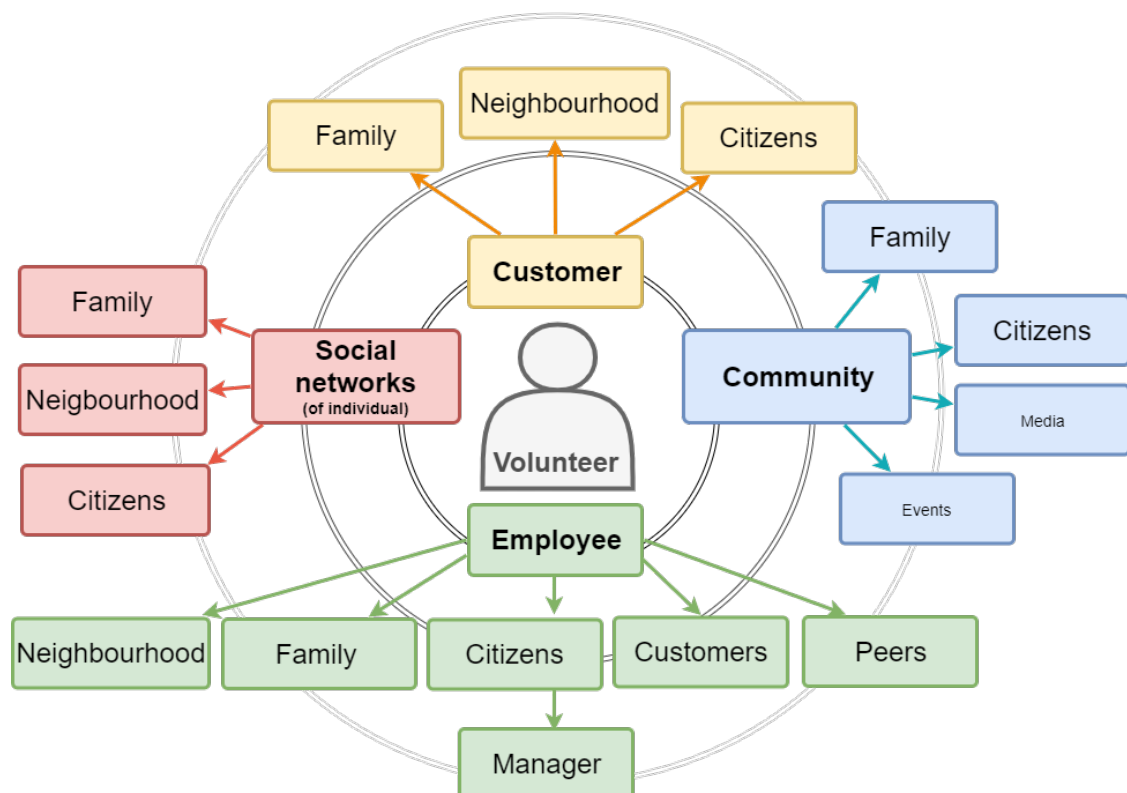 Neighbourhood
Family
Citizens
Customer
Family
Neigbourhood
Citizens
Social
networks
(of individual)
Volunteer
Community
Family
Citizens
Media
Events
Employee
Neighbourhood
Family
Citizens
Customers
Peers
Manager